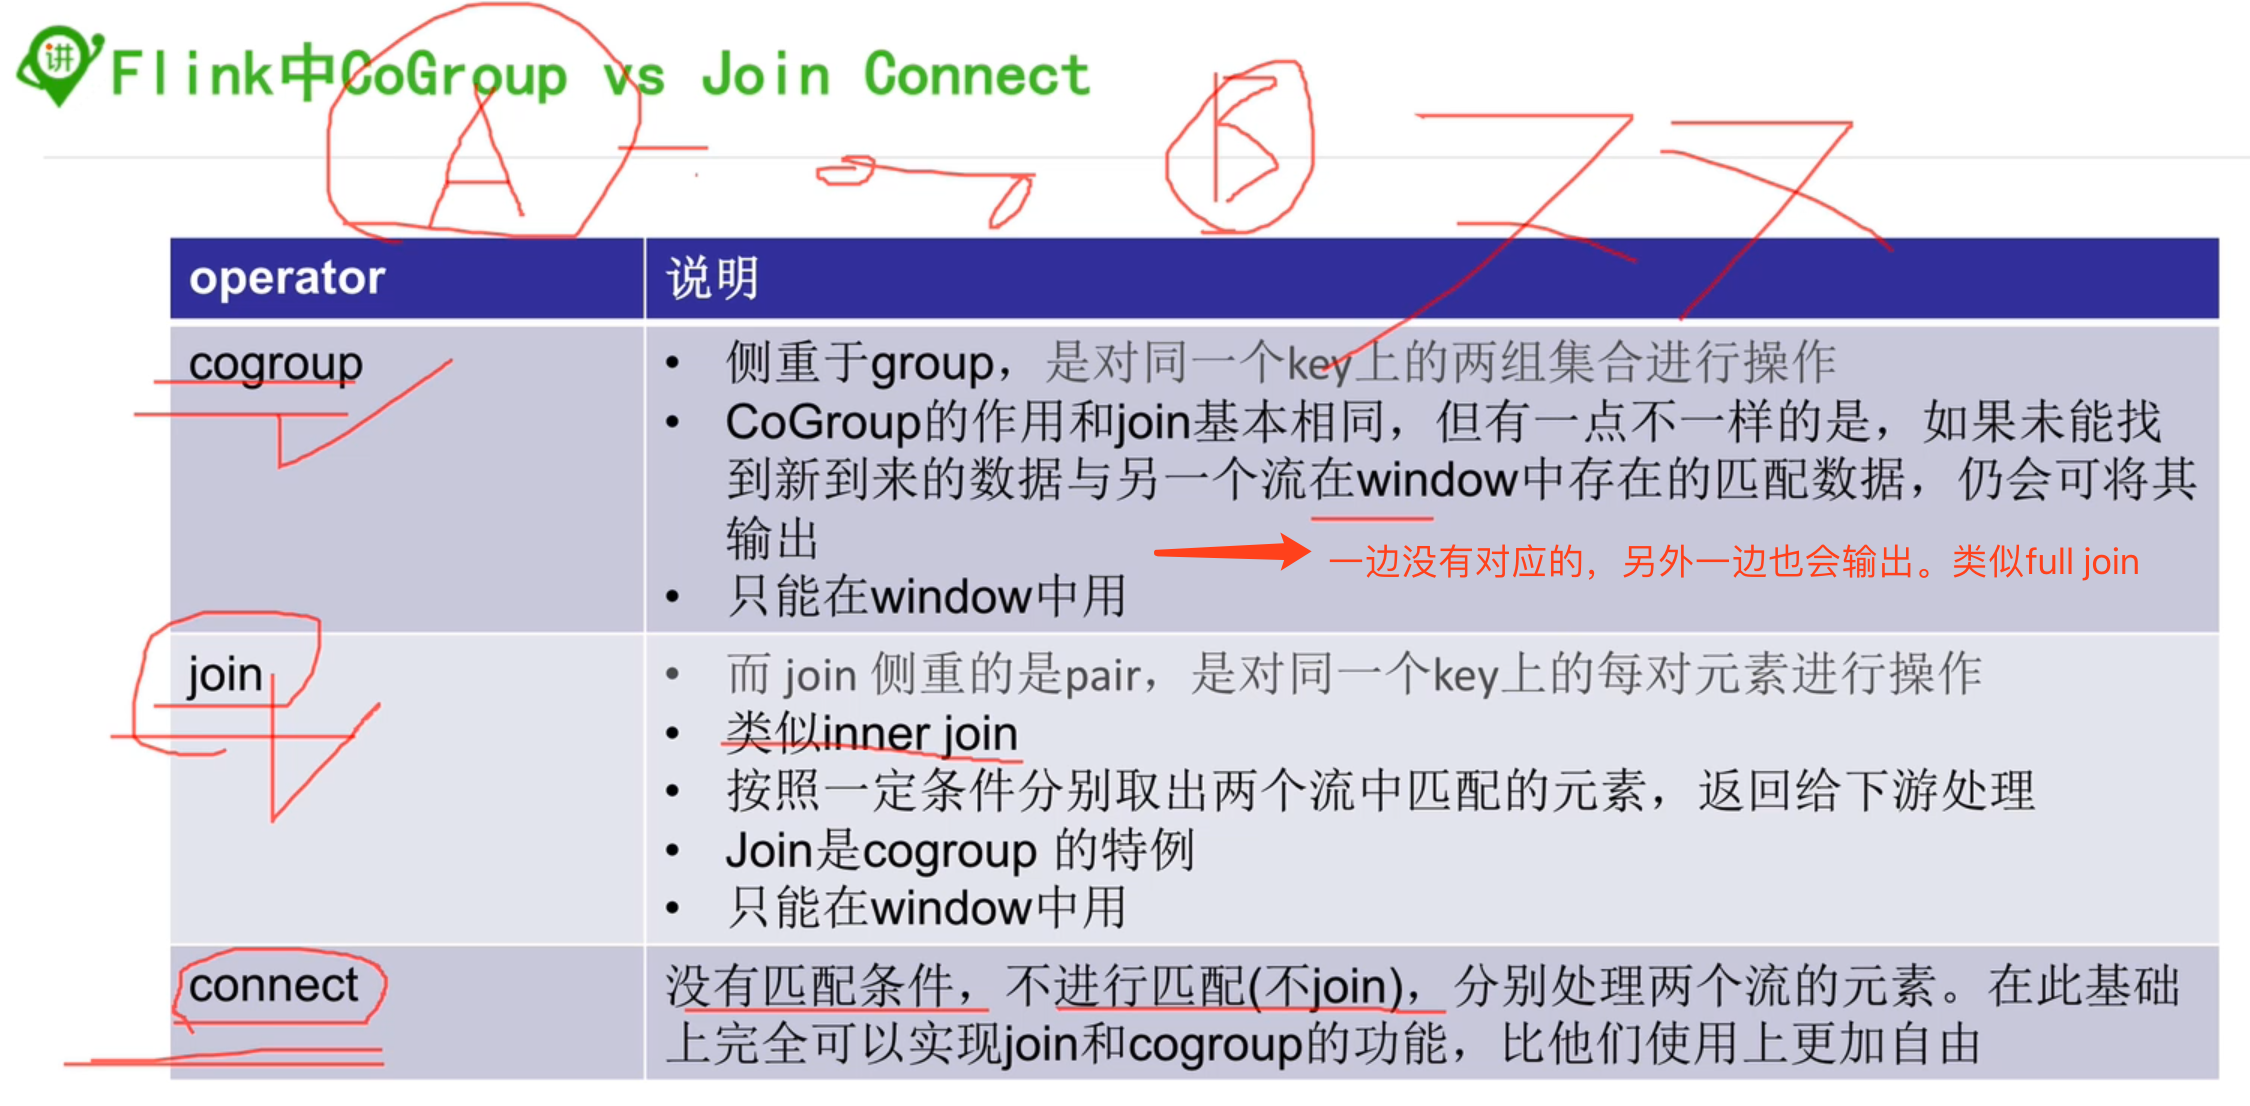 讲
Flink中CoGroup vs Join Connect
A
B
operator
说明
cogroup
• 侧重于group，是对同一个key上的两组集合进行操作
• CoGroup的作用和join基本相同，但有一点不一样的是，如果未能找
到新到来的数据与另一个流在window中存在的匹配数据，仍会可将其
输出
一边没有对应的，另外一边也会输出。类似full join
• 只能在window中用
join
• 而 join 侧重的是pair，是对同一个key上的每对元素进行操作
• 类似inner join
• 按照一定条件分别取出两个流中匹配的元素，返回给下游处理
• Join是cogroup 的特例
• 只能在window中用
connect
没有匹配条件，不进行匹配(不join)，分别处理两个流的元素。在此基础
上完全可以实现join和cogroup的功能，比他们使用上更加自由